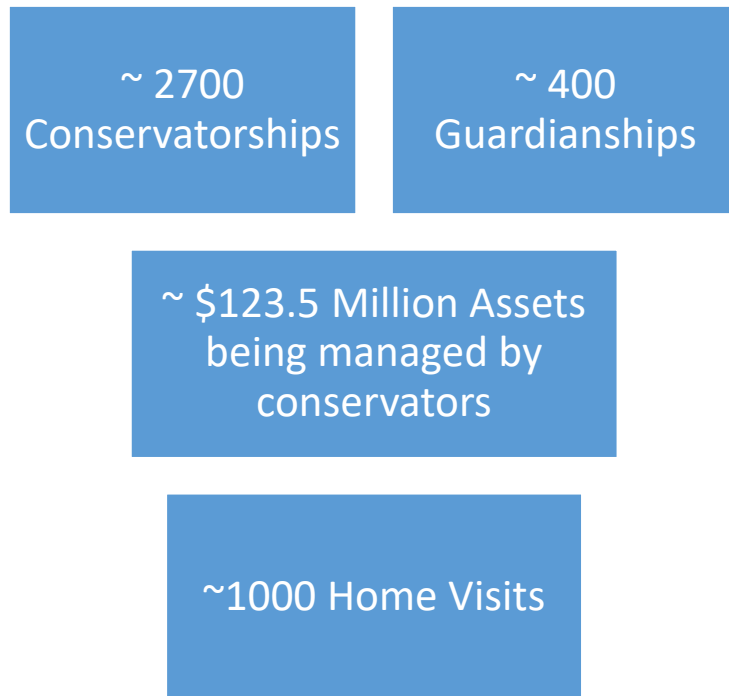 ~ 2700
Conservatorships
~ 400
Guardianships
~ $123.5 Million Assets
being managed by
conservators
~1000 Home Visits